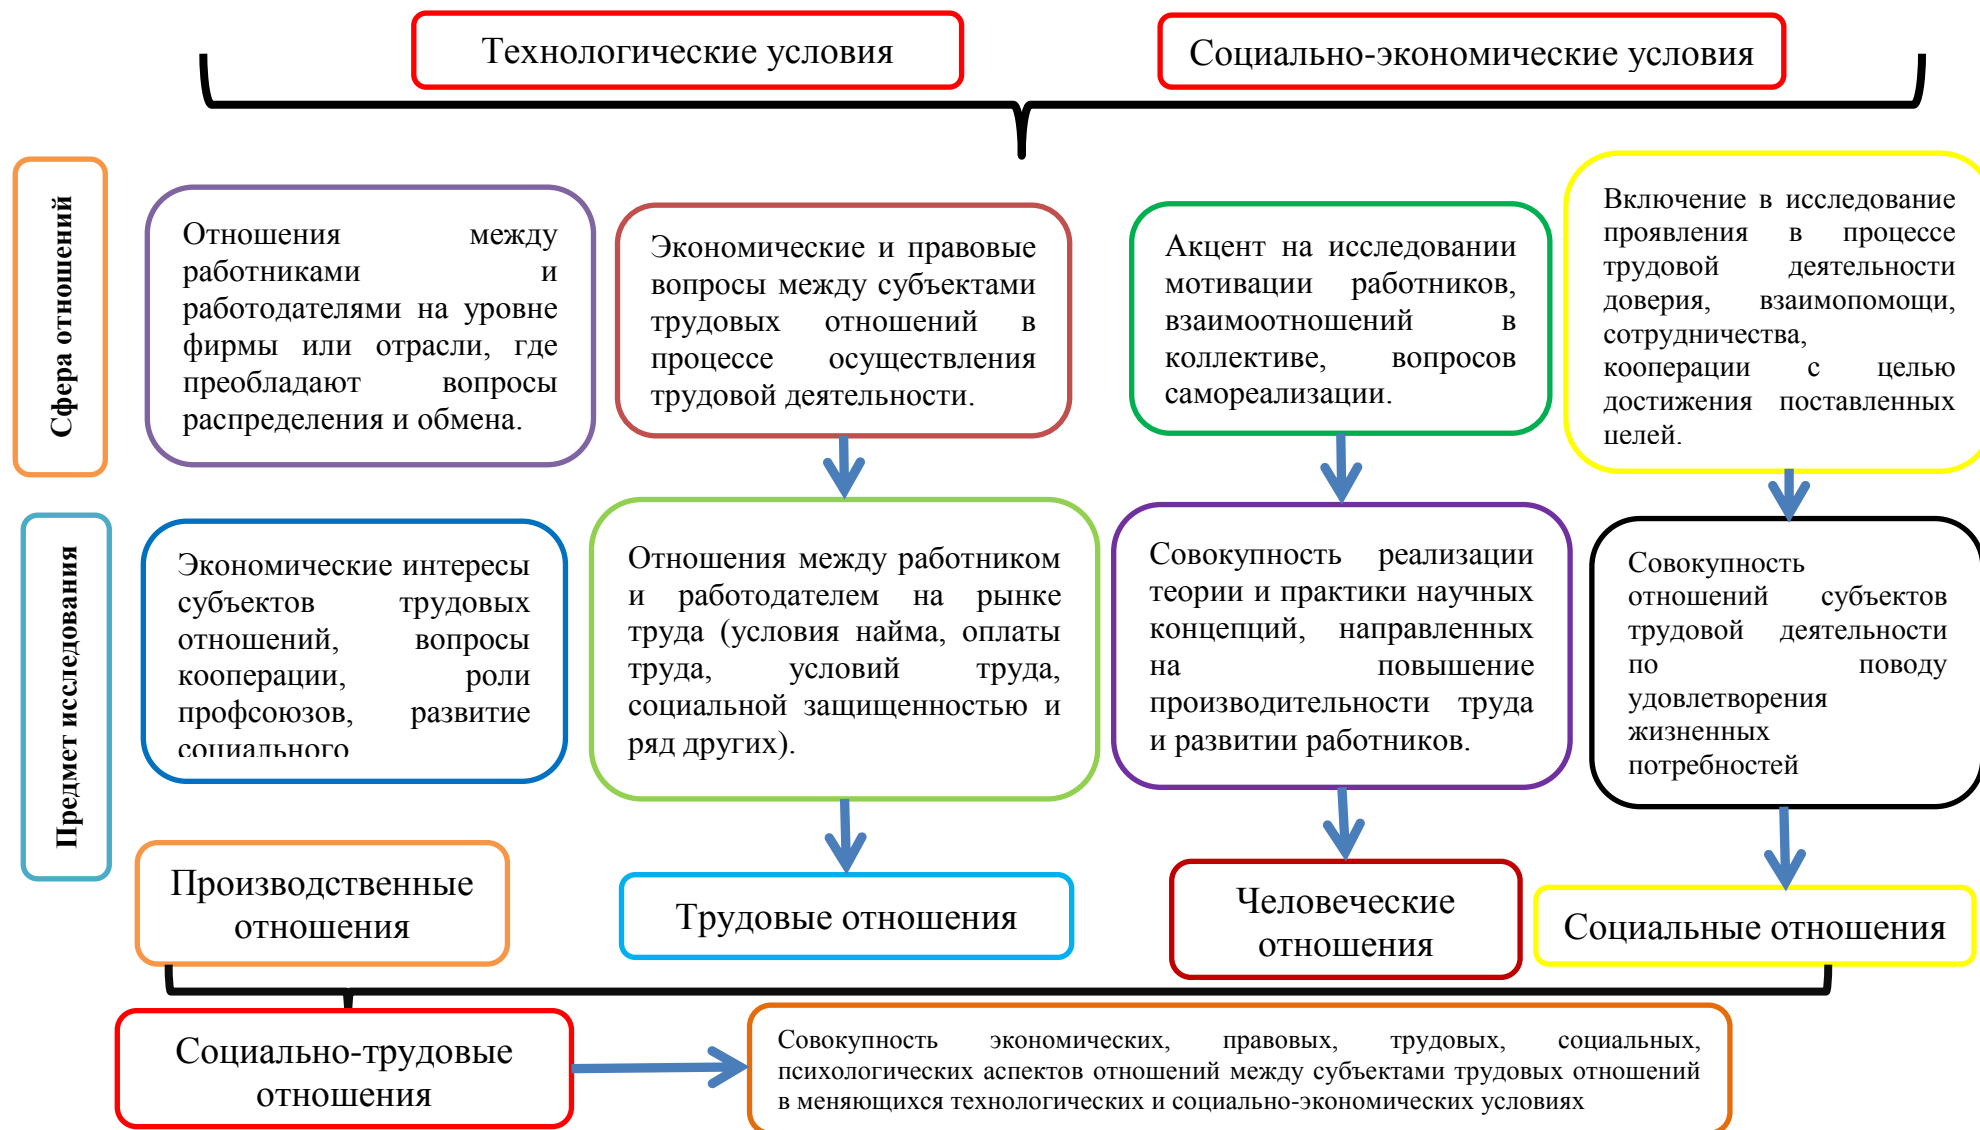 Технологические условия
Социально-экономические условия
Сфера отношений
Отношения между
работниками и
работодателями на уровне
фирмы или отрасли, где
преобладают вопросы
распределения и обмена.
Экономические и правовые
вопросы между субъектами
трудовых отношений в
процессе осуществления
трудовой деятельности.
Акцент на исследовании
мотивации работников,
взаимоотношений в
коллективе, вопросов
самореализации.
Включение в исследование
проявления в процессе
трудовой деятельности
доверия, взаимопомощи,
сотрудничества,
кооперации с целью
достижения поставленных
целей.
Предмет исследования
Экономические интересы
субъектов трудовых
отношений, вопросы
кооперации, роли
профсоюзов, развитие
социального
Отношения между работником
и работодателем на рынке
труда (условия найма, оплаты
труда, условий труда,
социальной защищенностью и
ряд других).
Совокупность реализации
теории и практики научных
концепций, направленных
на повышение
производительности труда
и развитии работников.
Совокупность
отношений субъектов
трудовой деятельности
по поводу
удовлетворения
жизненных
потребностей
Производственные
отношения
Трудовые отношения
Человеческие
отношения
Социальные отношения
Социально-трудовые
отношения
Совокупность экономических, правовых, трудовых, социальных,
психологических аспектов отношений между субъектами трудовых отношений
в меняющихся технологических и социально-экономических условиях